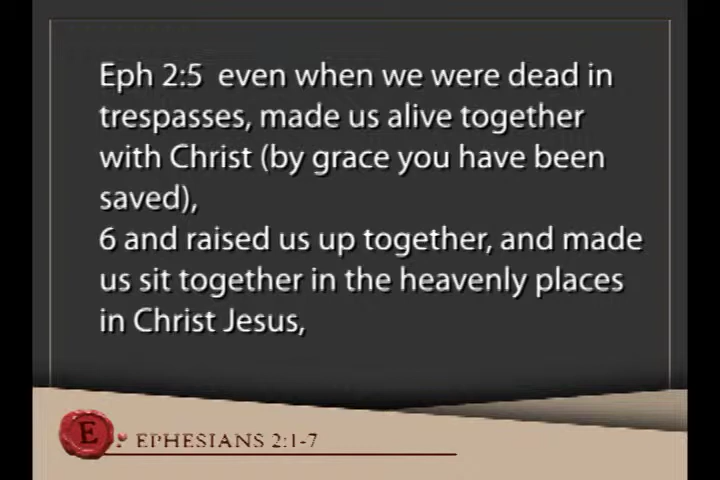 Eph 2:5  even when we were dead in
trespasses, made us alive together
with Christ (by grace you have been
saved),
6 and raised us up together, and made
us sit together in the heavenly places
in Christ Jesus,
E
EPHESIANS 2:1-7